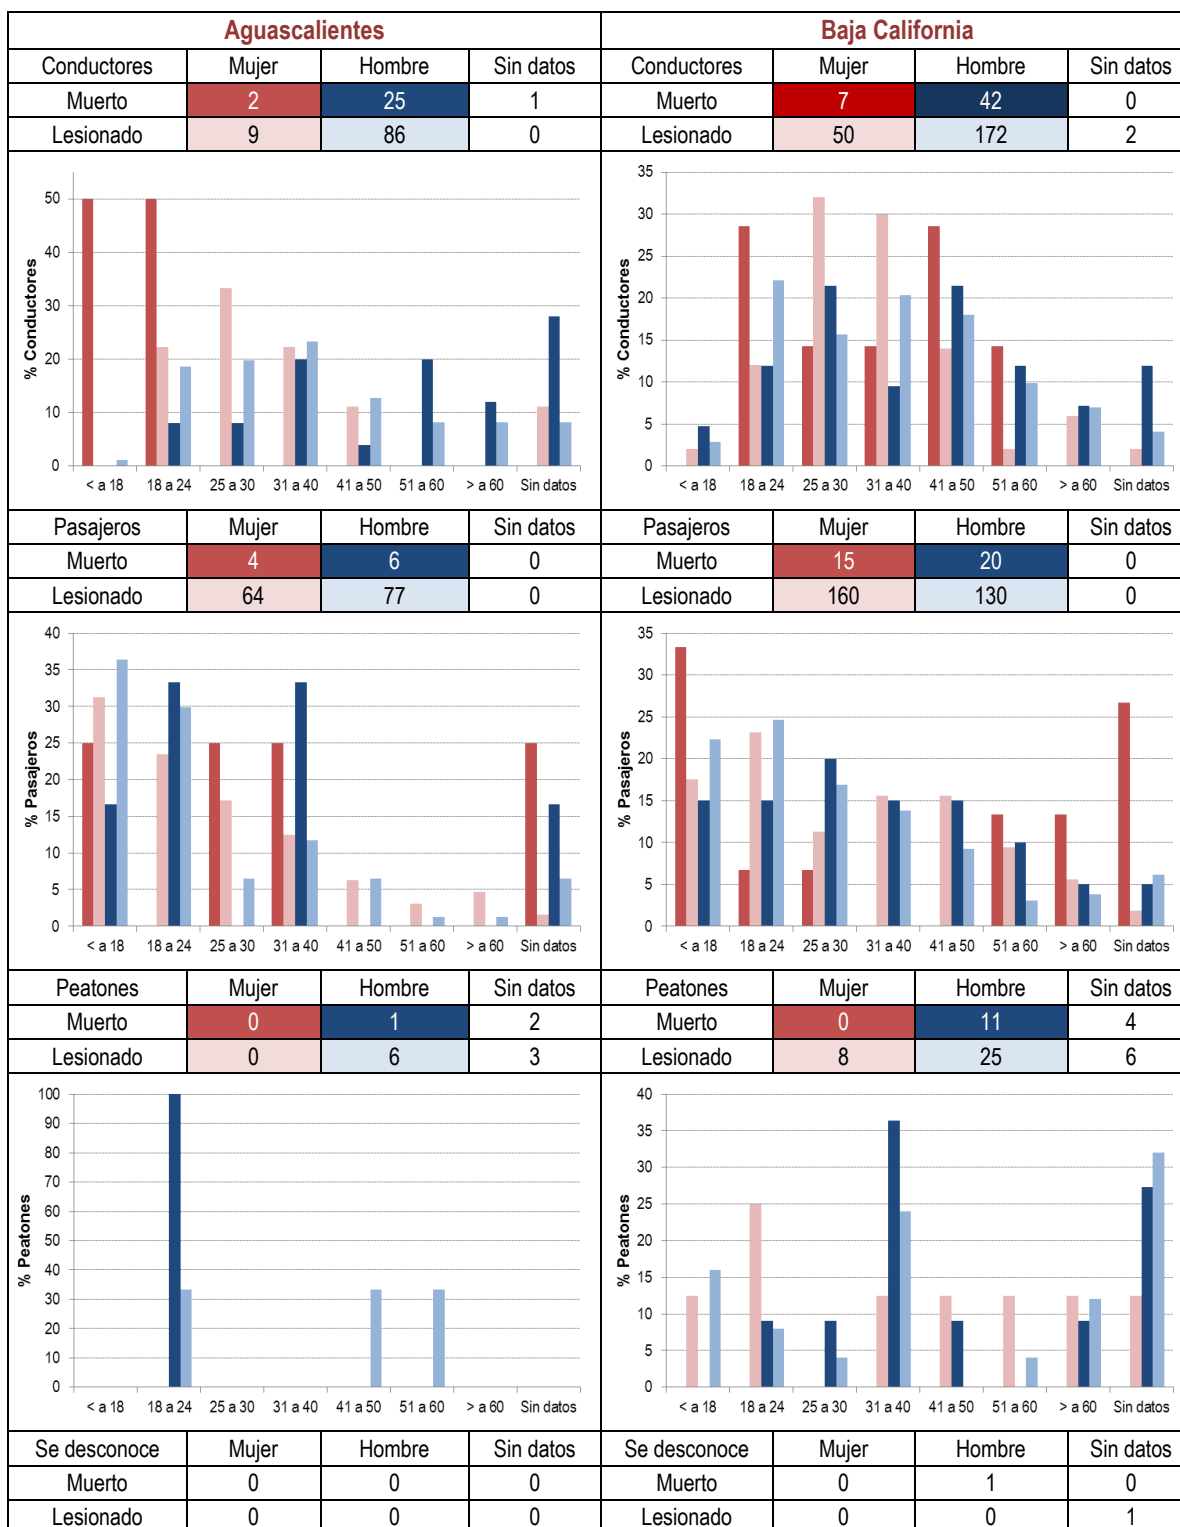 Aguascalientes Baja California
Conductores Mujer Hombre Sin datos Conductores Mujer Hombre Sin datos
Muerto 2 25 1 Muerto 7 42 0
Lesionado 9 86 0 Lesionado 50 172 2
% Conductores
50
40
30
20
10
0
< a 18 18 a 24 25 a 30 31 a 40 41 a 50 51 a 60 > a 60 Sin datos
% Conductores
35
30
25
20
15
10
5
0
< a 18 18 a 24 25 a 30 31 a 40 41 a 50 51 a 60 > a 60 Sin datos
Pasajeros Mujer Hombre Sin datos Pasajeros Mujer Hombre Sin datos
Muerto 4 6 0 Muerto 15 20 0
Lesionado 64 77 0 Lesionado 160 130 0
% Pasajeros
40
35
30
25
20
15
10
5
0
< a 18 18 a 24 25 a 30 31 a 40 41 a 50 51 a 60 > a 60 Sin datos
% Pasajeros
35
30
25
20
15
10
5
0
< a 18 18 a 24 25 a 30 31 a 40 41 a 50 51 a 60 > a 60 Sin datos
Peatones Mujer Hombre Sin datos Peatones Mujer Hombre Sin datos
Muerto 0 1 2 Muerto 0 11 4
Lesionado 0 6 3 Lesionado 8 25 6
% Peatones
100
90
80
70
60
50
40
30
20
10
0
< a 18 18 a 24 25 a 30 31 a 40 41 a 50 51 a 60 > a 60 Sin datos
% Peatones
40
35
30
25
20
15
10
5
0
< a 18 18 a 24 25 a 30 31 a 40 41 a 50 51 a 60 > a 60 Sin datos
Se desconoce Mujer Hombre Sin datos Se desconoce Mujer Hombre Sin datos
Muerto 0 0 0 Muerto 0 1 0
Lesionado 0 0 0 Lesionado 0 0 1